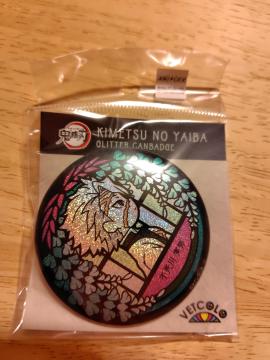 鬼滅の刃
KIMETSU NO YAIBA
GLITTER CANBADGE
VETCOLO